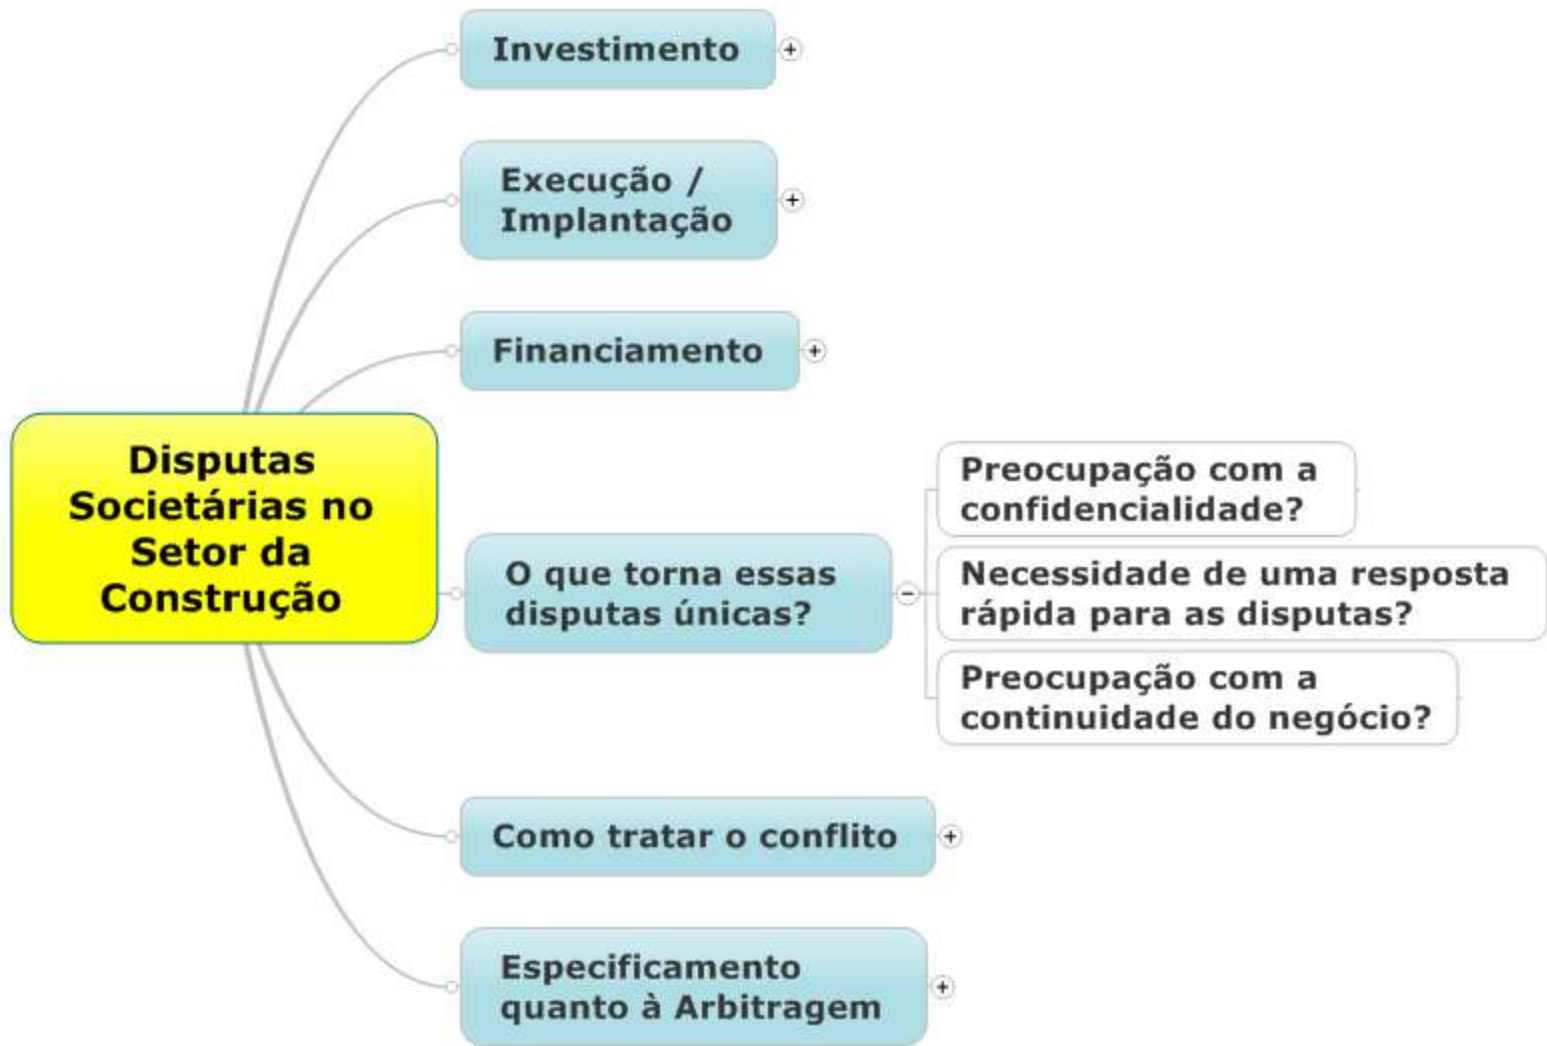 Investimento
Execução /
Implantação
Financiamento
Disputas
Societárias no
Setor da
Construção
O que torna essas
disputas únicas?
Preocupação com a
confidencialidade?
Necessidade de uma resposta
rápida para as disputas?
Preocupação com a
continuidade do negócio?
Como tratar o conflito
Especificamento
quanto à Arbitragem